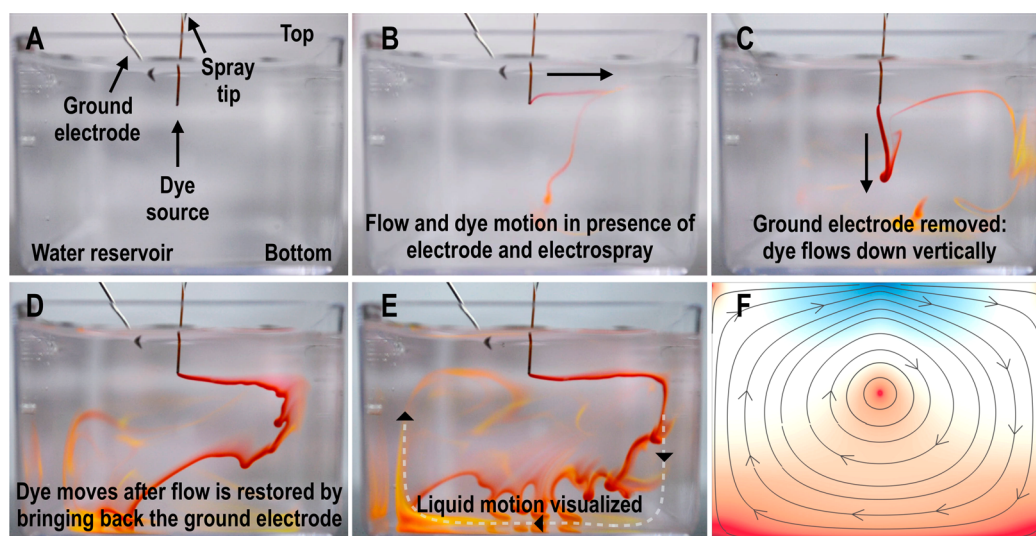 A
Top
Spray
tip
Ground
electrode
Dye
source
Water reservoir
Bottom
B
Flow and dye motion in presence of
electrode and electrospray
C
Ground electrode removed:
dye flows down vertically
D
Dye moves after flow is restored by
bringing back the ground electrode
E
Liquid motion visualized
F